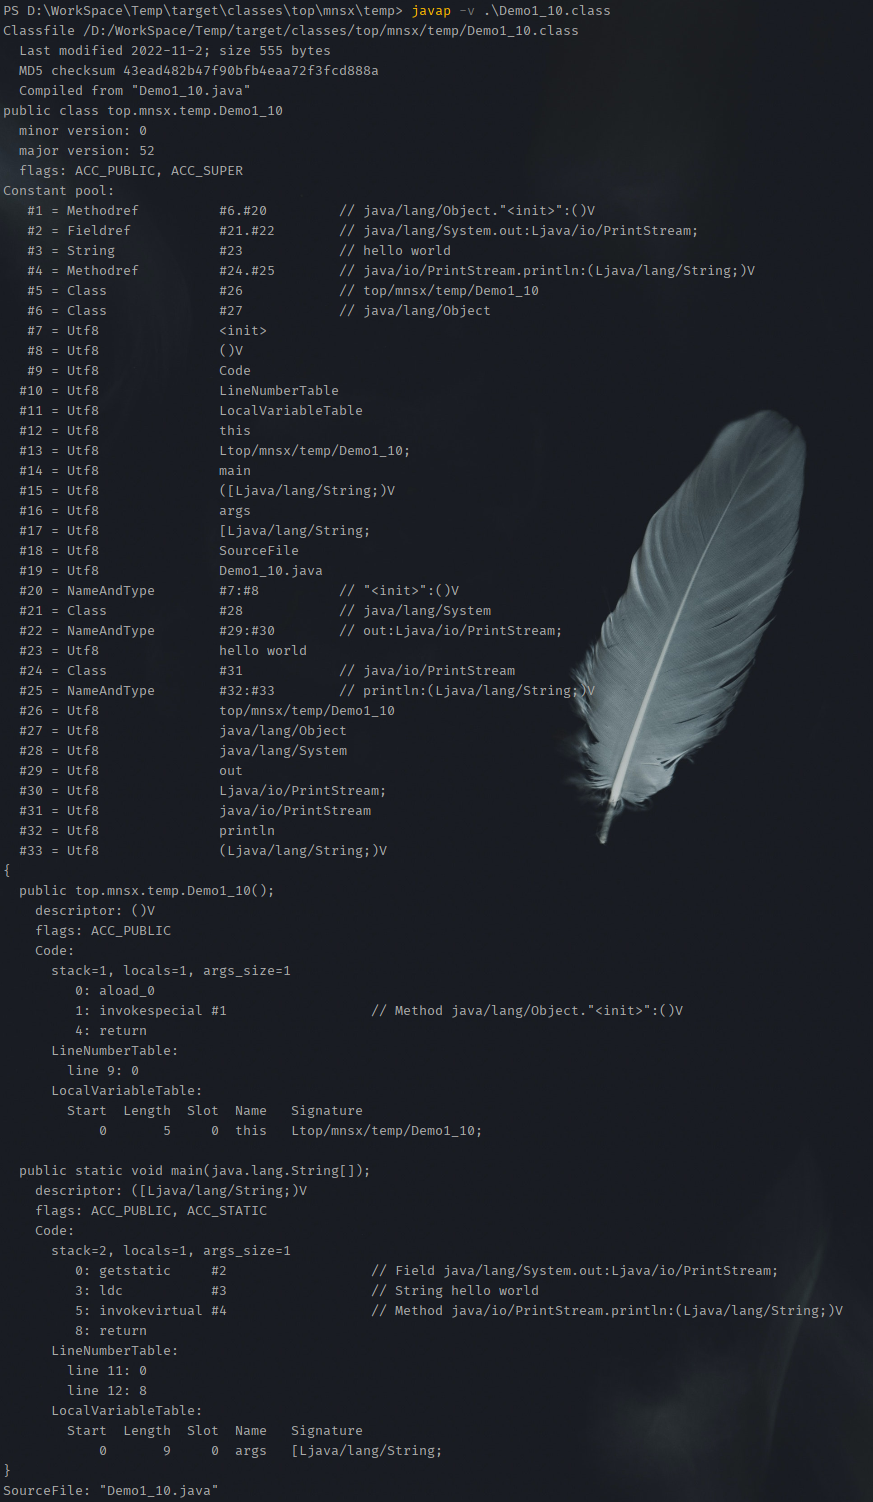 PS D:\WorkSpace\Temp\target\classes\top\mnsx\temp> javap -v .\Demo1_10.class
Classfile /D:/WorkSpace/Temp/target/classes/top/mnsx/temp/Demo1_10.class
  Last modified 2022-11-2; size 555 bytes
  MD5 checksum 43ead482b47f90bfb4eaa72f3fcd888a
  Compiled from "Demo1_10.java"
public class top.mnsx.temp.Demo1_10
  minor version: 0
  major version: 52
  flags: ACC_PUBLIC, ACC_SUPER
Constant pool:
   #1 = Methodref          #6.#20         // java/lang/Object."<init>":()V
   #2 = Fieldref           #21.#22        // java/lang/System.out:Ljava/io/PrintStream;
   #3 = String             #23            // hello world
   #4 = Methodref          #24.#25        // java/io/PrintStream.println:(Ljava/lang/String;)V
   #5 = Class              #26            // top/mnsx/temp/Demo1_10
   #6 = Class              #27            // java/lang/Object
   #7 = Utf8               <init>
   #8 = Utf8               ()V
   #9 = Utf8               Code
  #10 = Utf8               LineNumberTable
  #11 = Utf8               LocalVariableTable
  #12 = Utf8               this
  #13 = Utf8               Ltop/mnsx/temp/Demo1_10;
  #14 = Utf8               main
  #15 = Utf8               ([Ljava/lang/String;)V
  #16 = Utf8               args
  #17 = Utf8               [Ljava/lang/String;
  #18 = Utf8               SourceFile
  #19 = Utf8               Demo1_10.java
  #20 = NameAndType        #7:#8          // "<init>":()V
  #21 = Class              #28            // java/lang/System
  #22 = NameAndType        #29:#30        // out:Ljava/io/PrintStream;
  #23 = Utf8               hello world
  #24 = Class              #31            // java/io/PrintStream
  #25 = NameAndType        #32:#33        // println:(Ljava/lang/String;)V
  #26 = Utf8               top/mnsx/temp/Demo1_10
  #27 = Utf8               java/lang/Object
  #28 = Utf8               java/lang/System
  #29 = Utf8               out
  #30 = Utf8               Ljava/io/PrintStream;
  #31 = Utf8               java/io/PrintStream
  #32 = Utf8               println
  #33 = Utf8               (Ljava/lang/String;)V
{
  public top.mnsx.temp.Demo1_10();
    descriptor: ()V
    flags: ACC_PUBLIC
    Code:
      stack=1, locals=1, args_size=1
         0: aload_0
         1: invokespecial #1                  // Method java/lang/Object."<init>":()V
         4: return
      LineNumberTable:
        line 9: 0
      LocalVariableTable:
        Start  Length  Slot  Name   Signature
            0       5     0  this   Ltop/mnsx/temp/Demo1_10;

  public static void main(java.lang.String[]);
    descriptor: ([Ljava/lang/String;)V
    flags: ACC_PUBLIC, ACC_STATIC
    Code:
      stack=2, locals=1, args_size=1
         0: getstatic     #2                  // Field java/lang/System.out:Ljava/io/PrintStream;
         3: ldc           #3                  // String hello world
         5: invokevirtual #4                  // Method java/io/PrintStream.println:(Ljava/lang/String;)V
         8: return
      LineNumberTable:
        line 11: 0
        line 12: 8
      LocalVariableTable:
        Start  Length  Slot  Name   Signature
            0       9     0  args   [Ljava/lang/String;
}
SourceFile: "Demo1_10.java"